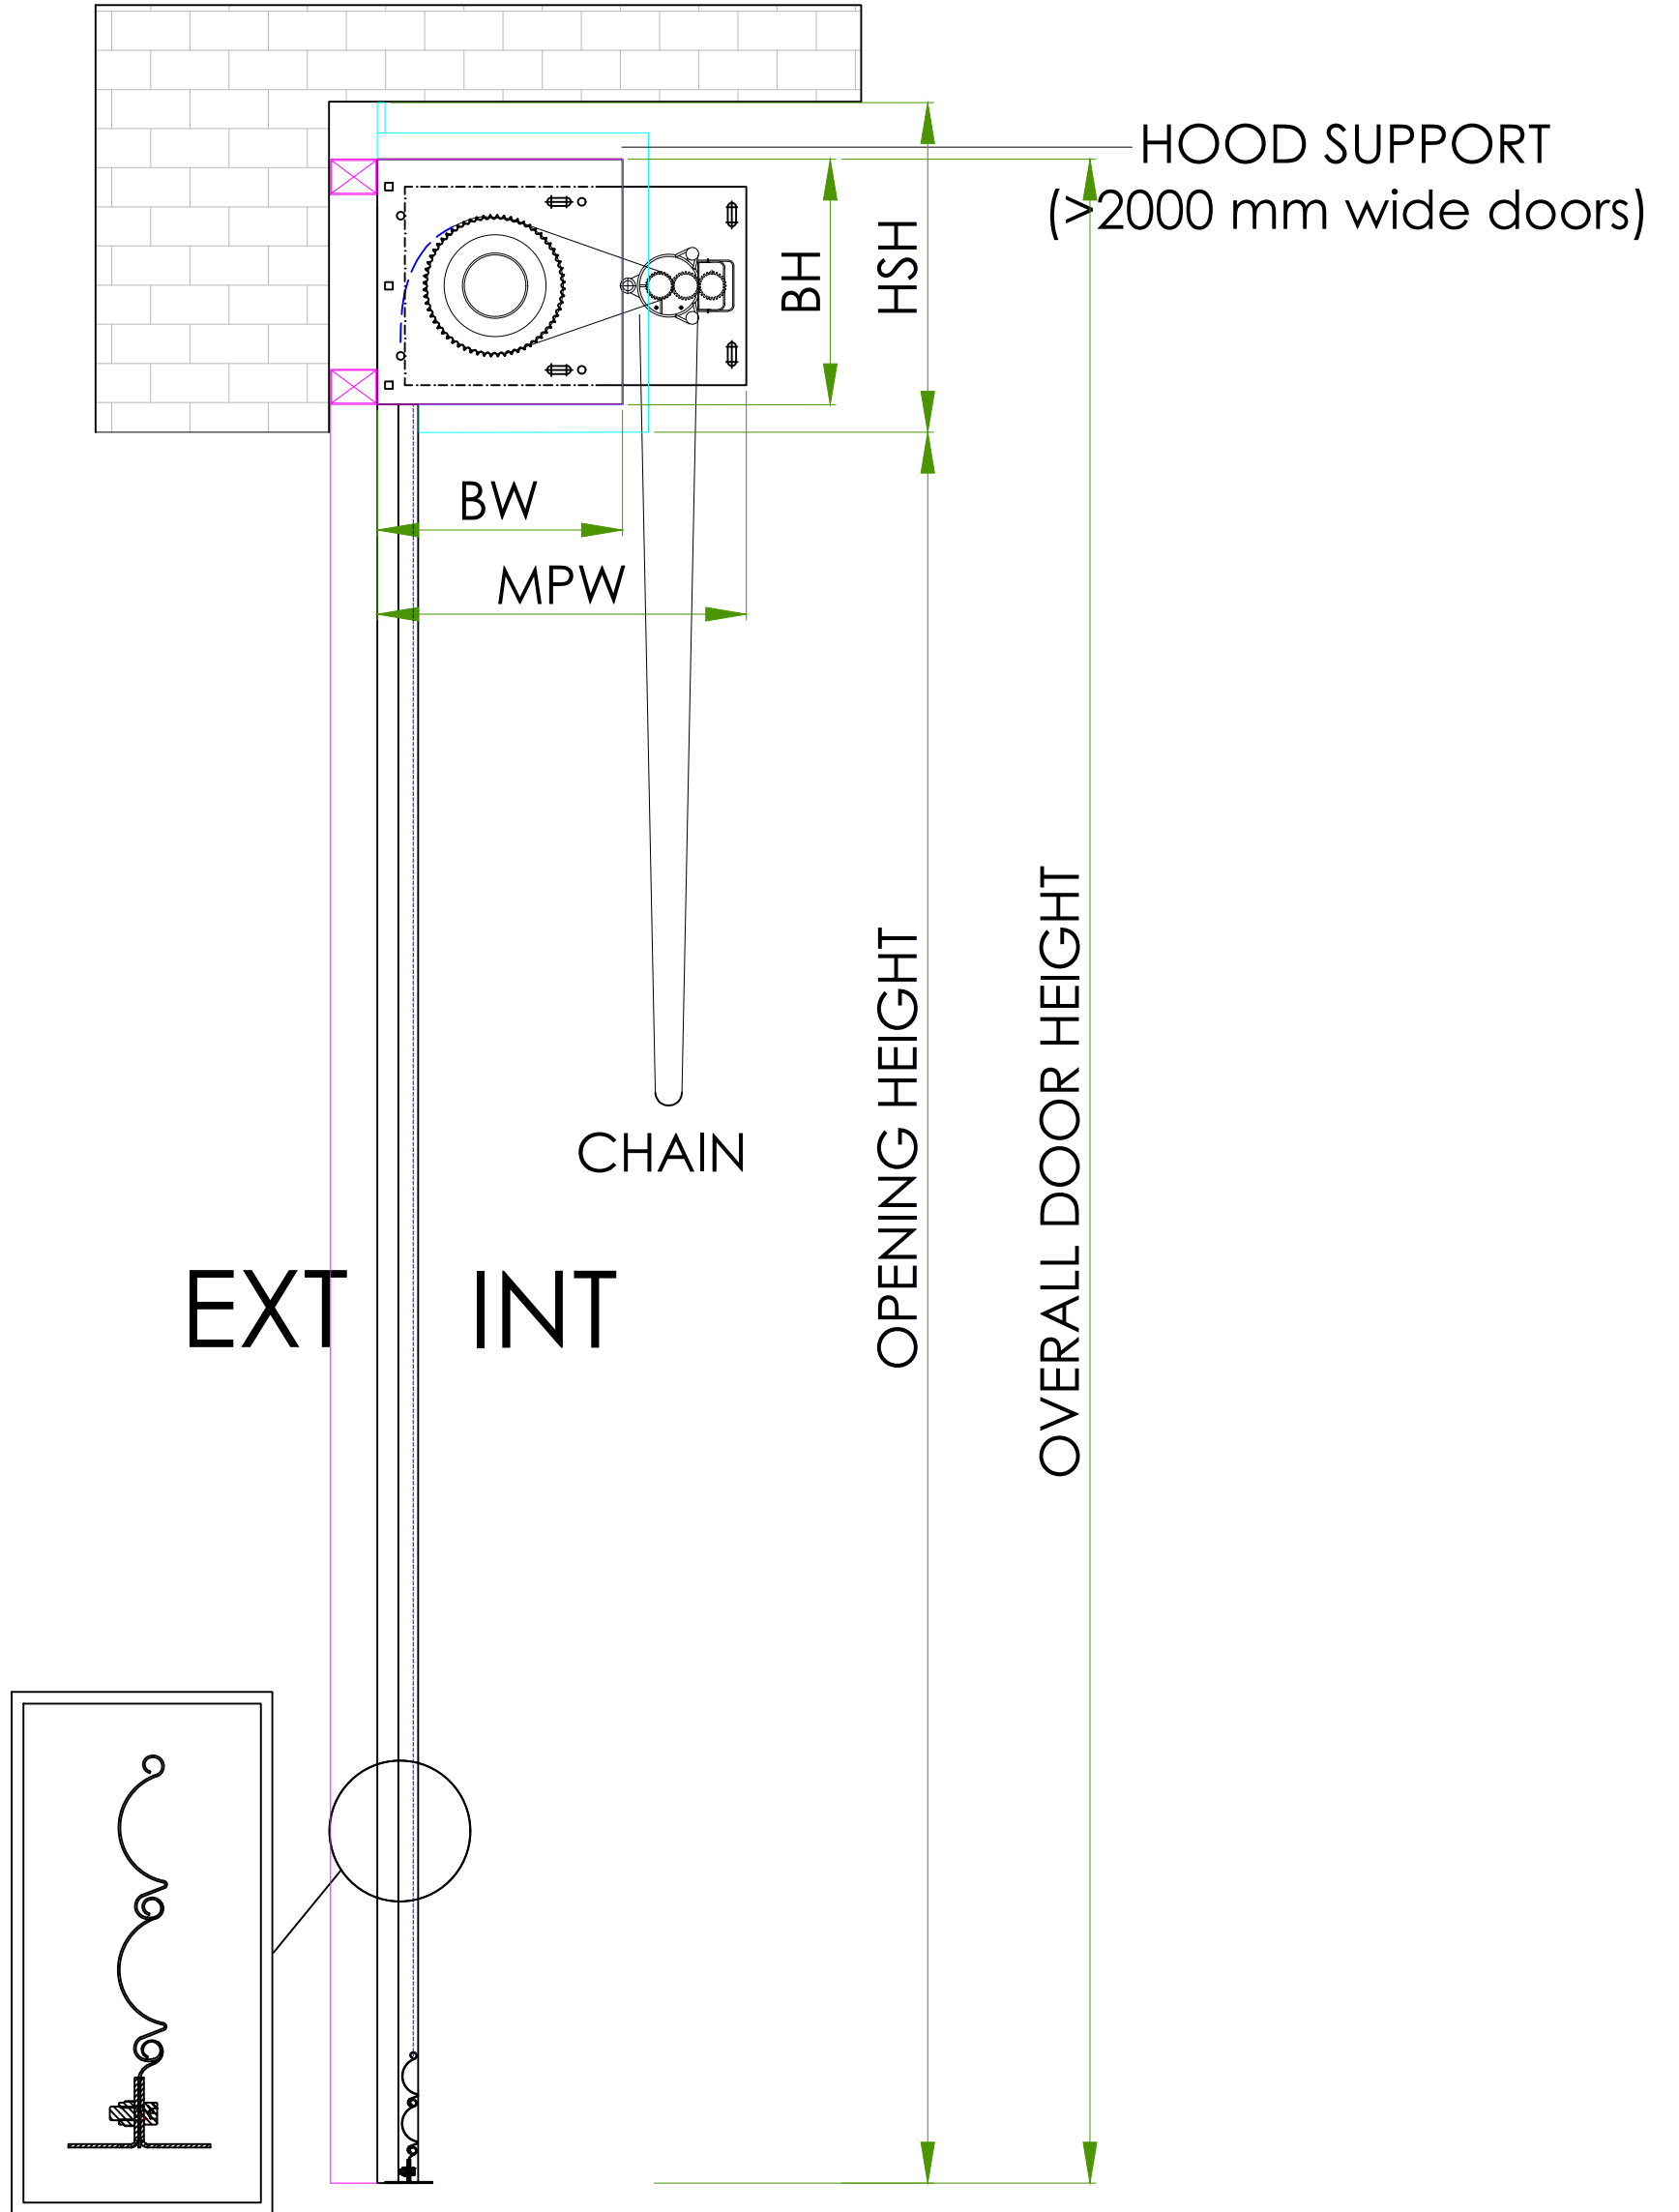 HOOD SUPPORT
(>2000 mm wide doors)
BH
HSH
BW
MPW
CHAIN
OPENING HEIGHT
OVERALL DOOR HEIGHT
EXT
INT